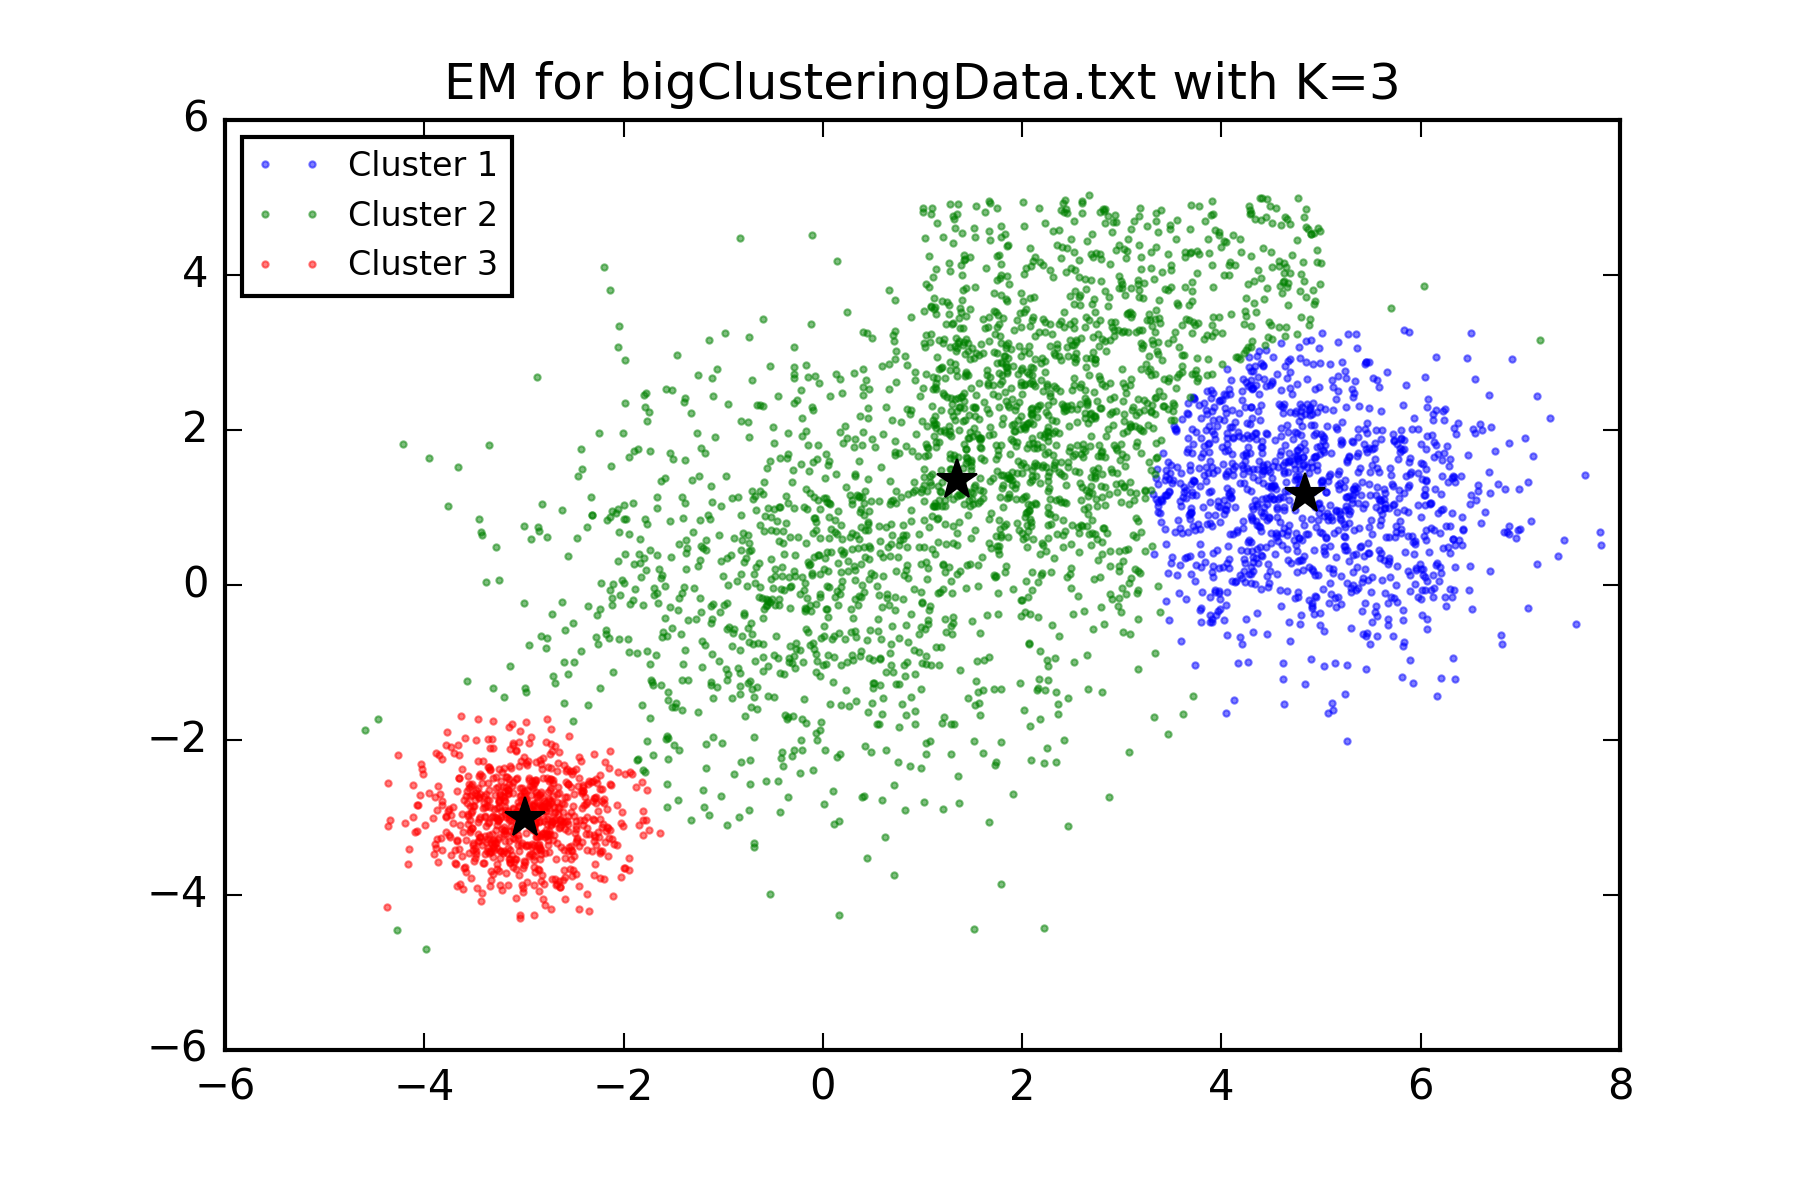 EM for bigClusteringData.txt with K=3
6
Cluster 1
Cluster 2
Cluster 3
4
2
0
−2
−4
−6
−6 −4 −2 0 2 4 6 8